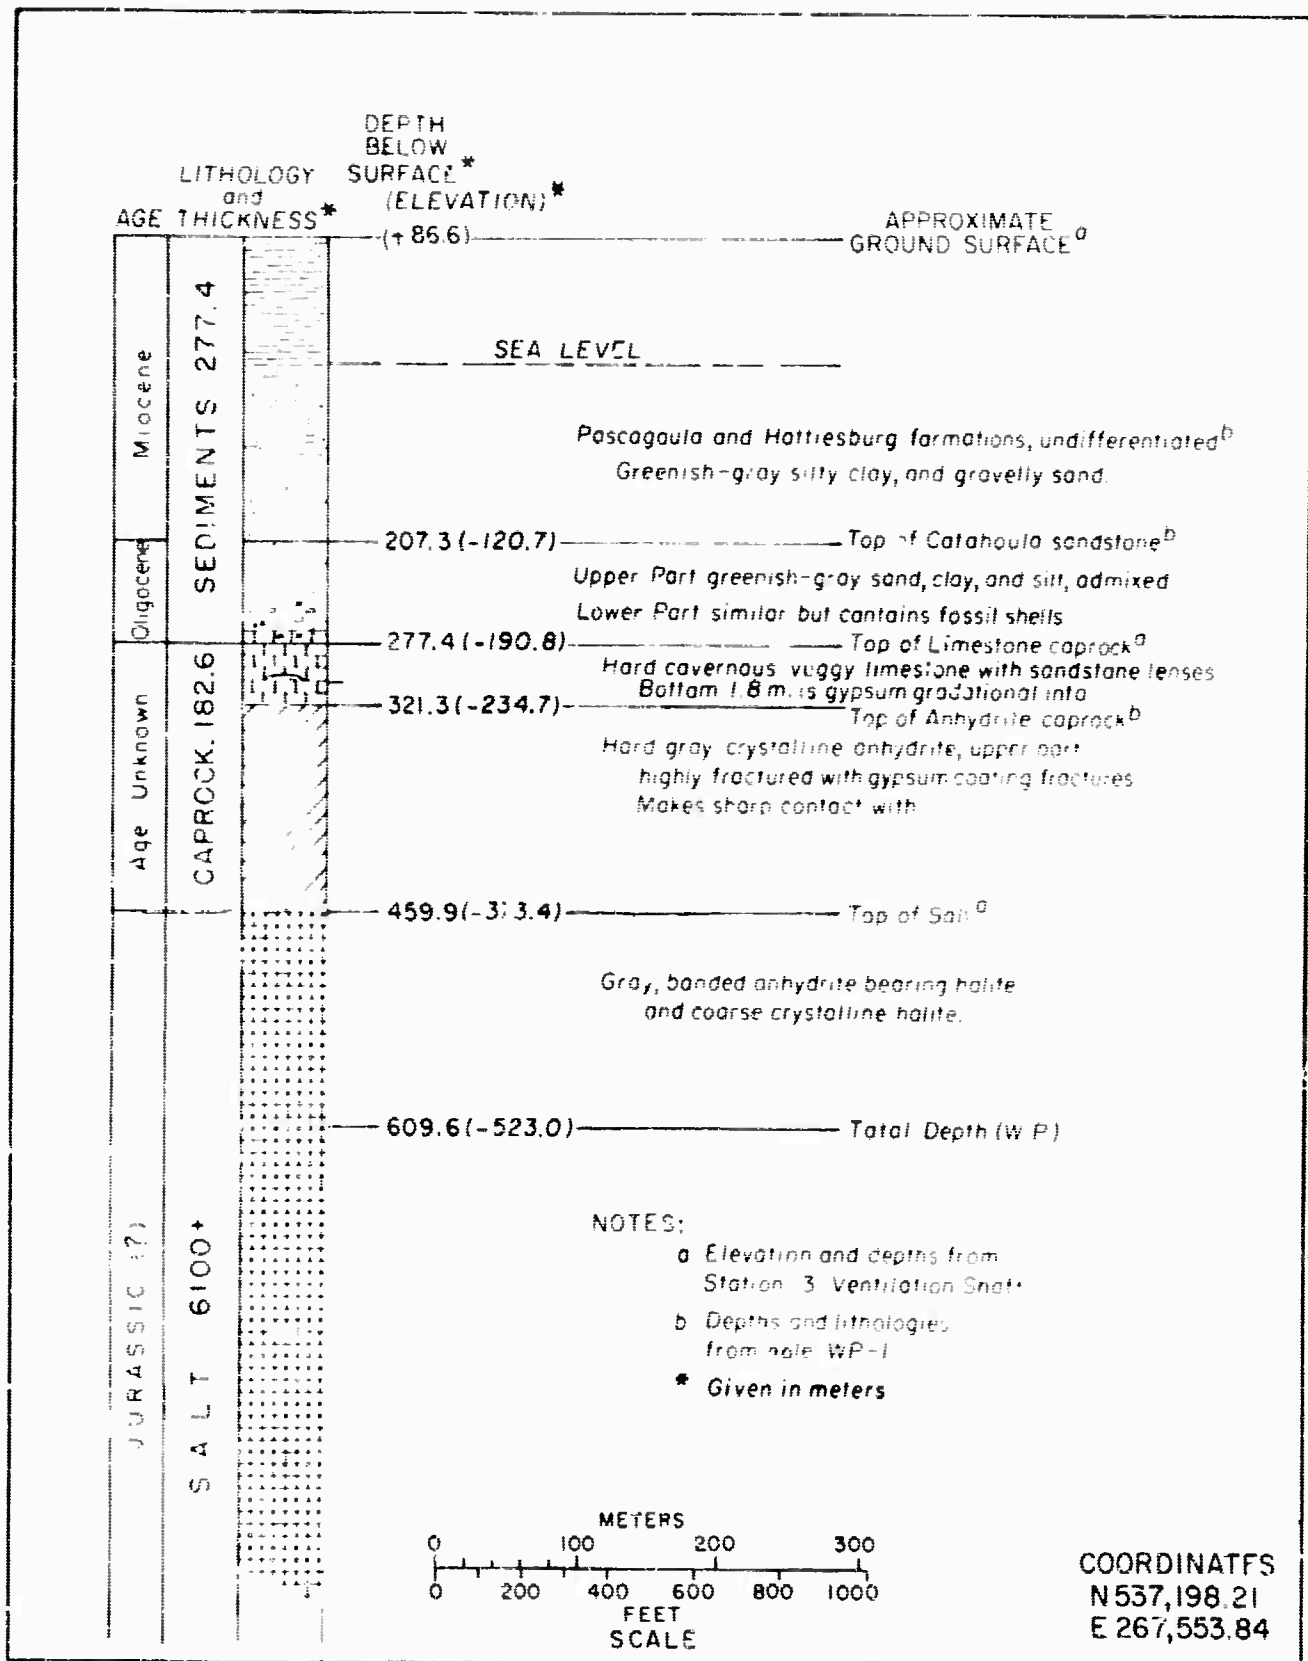 DEPTH
BELOW
SURFACE*
(ELEVATION)*
LITHOLOGY
and
THICKNESS*
AGE
(+86.6)
APPROXIMATE
GROUND SURFACE a
SEA LEVEL
Miocene
SEDIMENTS 277.4
Pascagoula and Hattiesburg formations, undifferentiated b
Greenish-gray silty clay, and gravelly sand.
207.3 (-120.7)
Top of Catahoula sandstone b
Oligocene
Upper Part greenish-gray sand, clay, and silt, admixed
Lower Part similar but contains fossil shells
277.4 (-190.8)
Top of Limestone caprock a
Hard cavernous vuggy limestone with sandstone lenses
Bottom 1.8 m. is gypsum gradational into
321.3 (-234.7)
Top of Anhydrite caprock b
Age Unknown
CAPROCK. 182.6
Hard gray crystalline anhydrite, upper part
highly fractured with gypsum coating fractures
Makes sharp contact with
459.9
Top of Salt a
Gray, banded anhydrite bearing halite
and coarse crystalline halite.
609.6 (-523.0)
Total Depth (W P)
JURASSIC (?)
SALT 6100+
NOTES:
a Elevation and depths from
Station 3 Ventilation Shaft
b Depths and lithologies
from hole WP-1
* Given in meters
METERS
0 100 200 300
0 200 400 600 800 1000
FEET
SCALE
COORDINATES
N 537,198.21
E 267,553.84